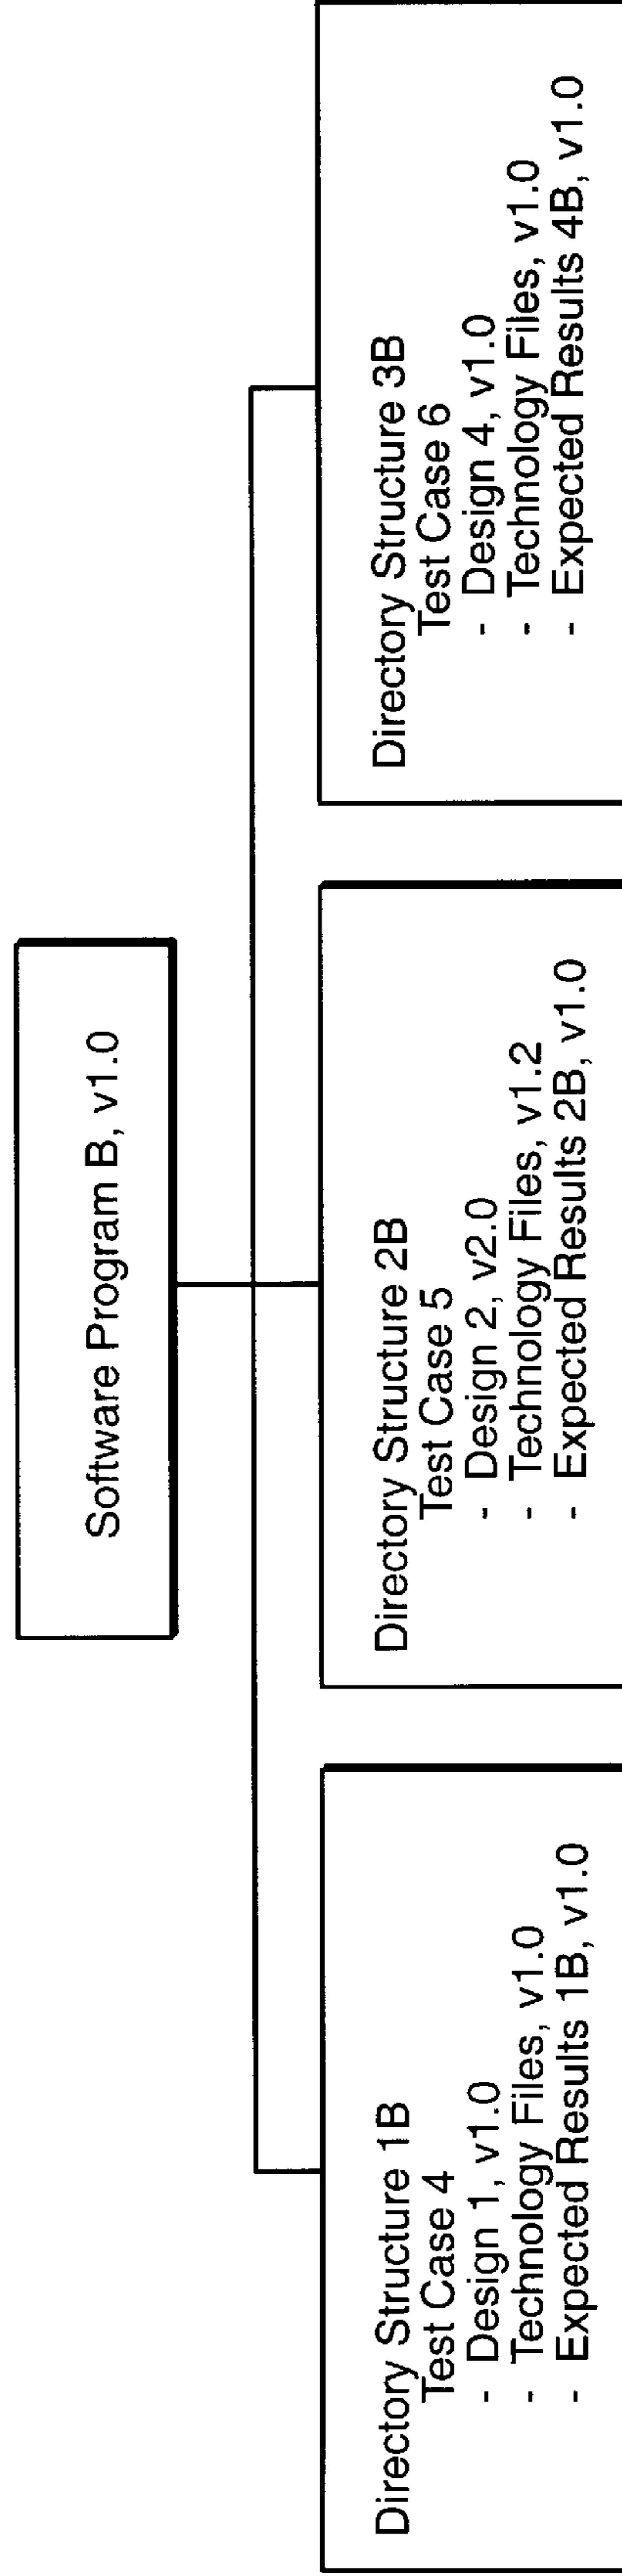 Software Program B, v1.0
Directory Structure 1B
Test Case 4
- Design 1, v1.0
- Technology Files, v1.0
- Expected Results 1B, v1.0
Directory Structure 2B
Test Case 5
- Design 2, v2.0
- Technology Files, v1.2
- Expected Results 2B, v1.0
Directory Structure 3B
Test Case 6
- Design 4, v1.0
- Technology Files, v1.0
- Expected Results 4B, v1.0